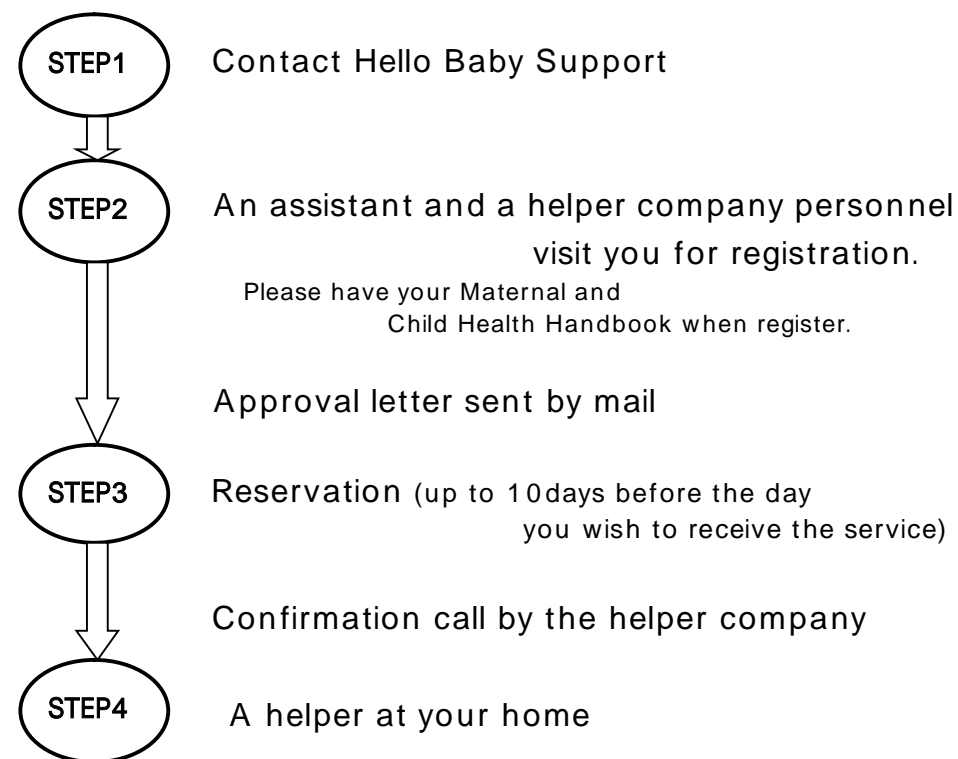 STEP1
Contact Hello Baby Support
STEP2
An assistant and a helper company personnel
visit you for registration.
Please have your Maternal and
Child Health Handbook when register.
Approval letter sent by mail
STEP3
Reservation (up to 10days before the day
you wish to receive the service)
Confirmation call by the helper company
STEP4
A helper at your home